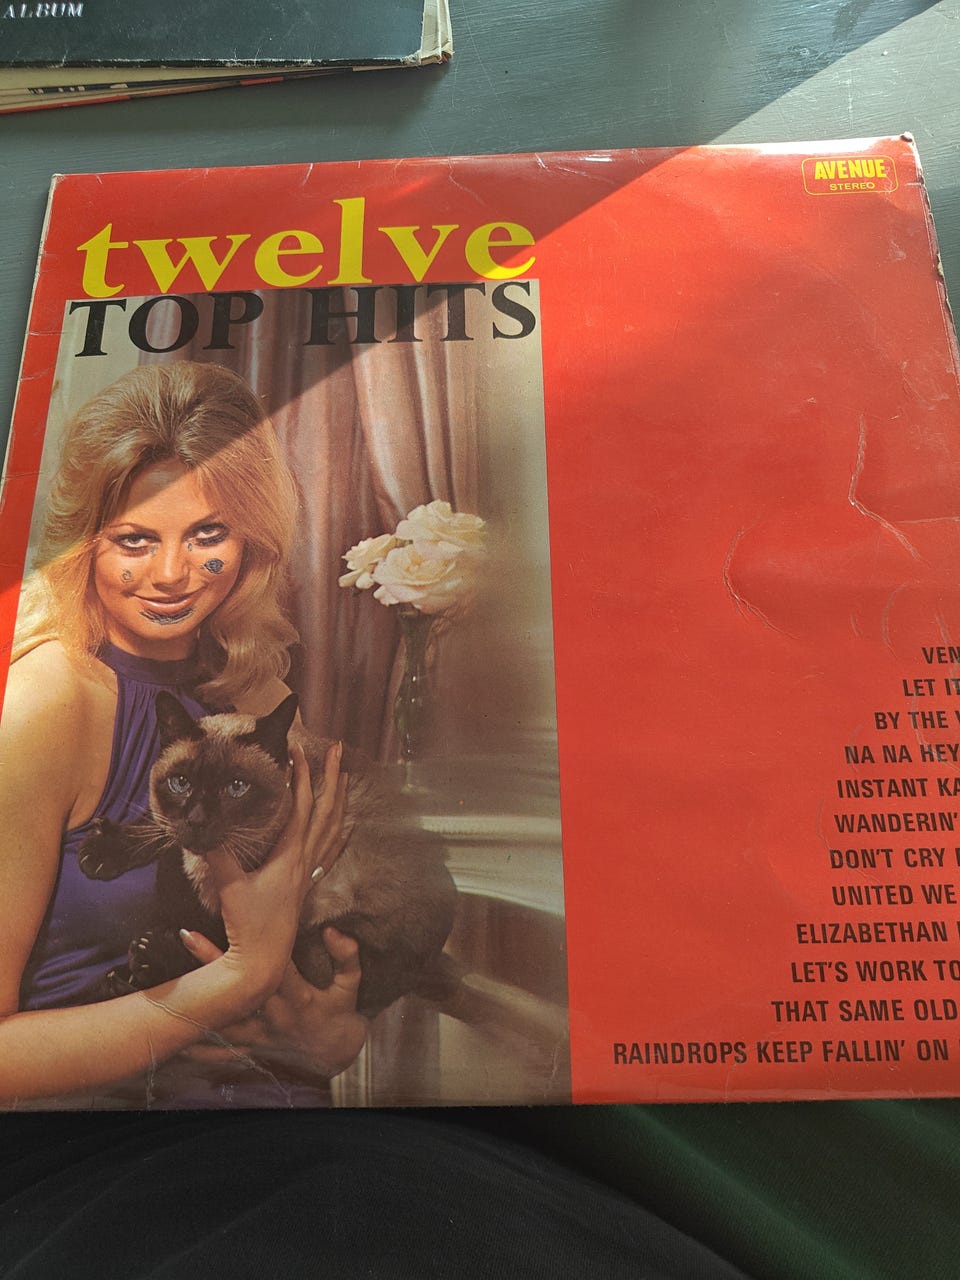 ALBUM
AVENUE
STEREO
twelve
TOP HITS
VEN
LET IT
BY THE
NA NA HEY
INSTANT KA
WANDERIN'
DON'T CRY
UNITED WE
ELIZABETHAN
LET'S WORK TO
THAT SAME OLD
RAINDROPS KEEP FALLIN' ON